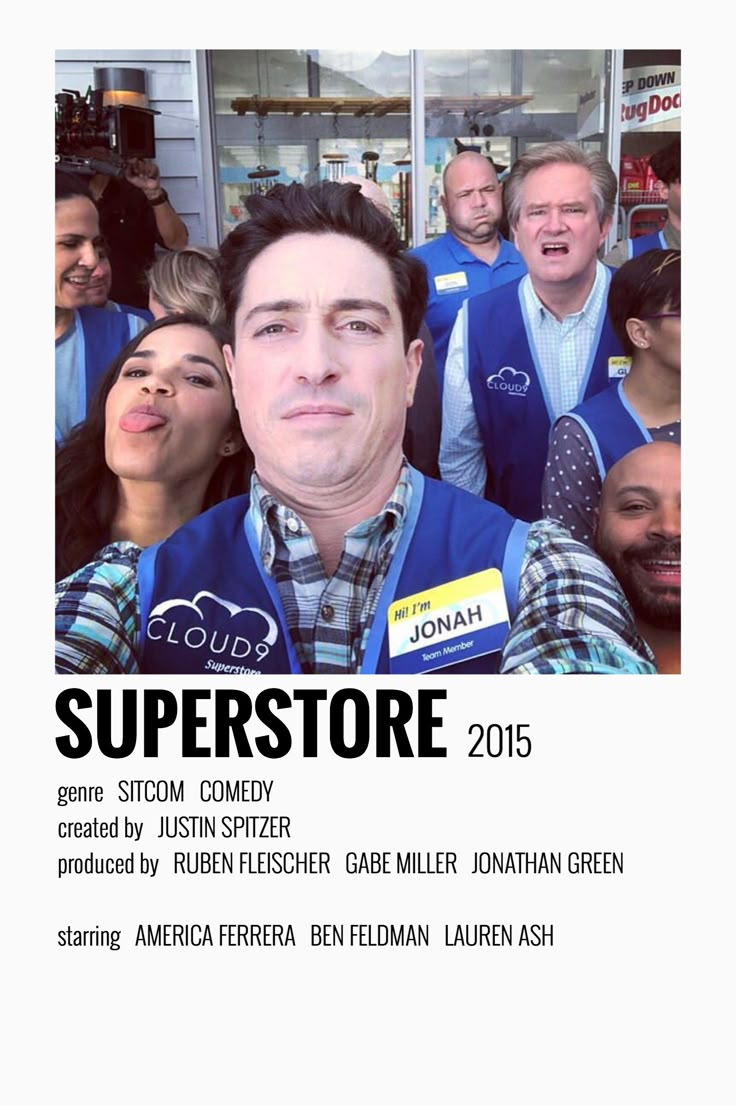 EP DOWN
RugDoc
CLOUD9
Hi! I'm
JONAH
Team Member
CLOUD9
Superstore
SUPERSTORE 2015
genre SITCOM COMEDY
created by JUSTIN SPITZER
produced by RUBEN FLEISCHER GABE MILLER JONATHAN GREEN
starring AMERICA FERRERA BEN FELDMAN LAUREN ASH